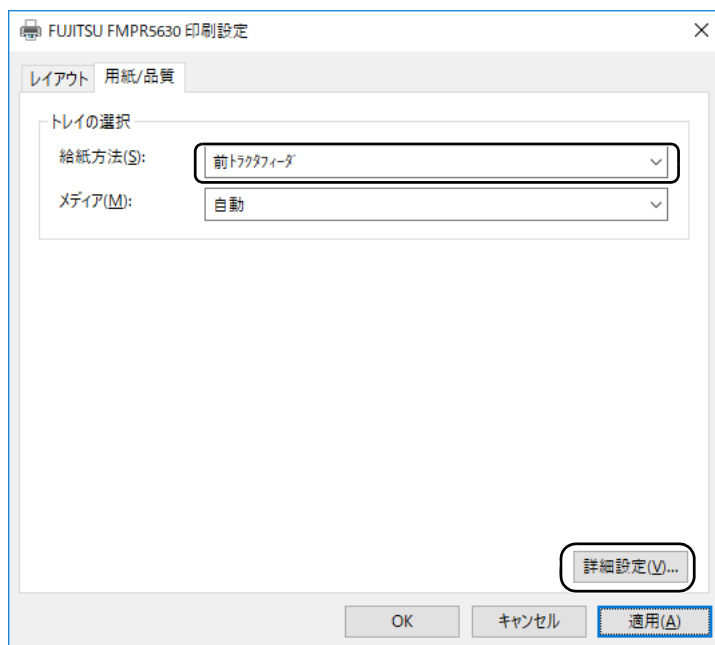 FUJITSU FMPR5630 印刷設定
レイアウト 用紙/品質
トレイの選択
給紙方法(S): 前ﾄﾗｸﾀﾌｨｰﾀﾞ
メディア(M): 自動
詳細設定(V)...
OK キャンセル 適用(A)